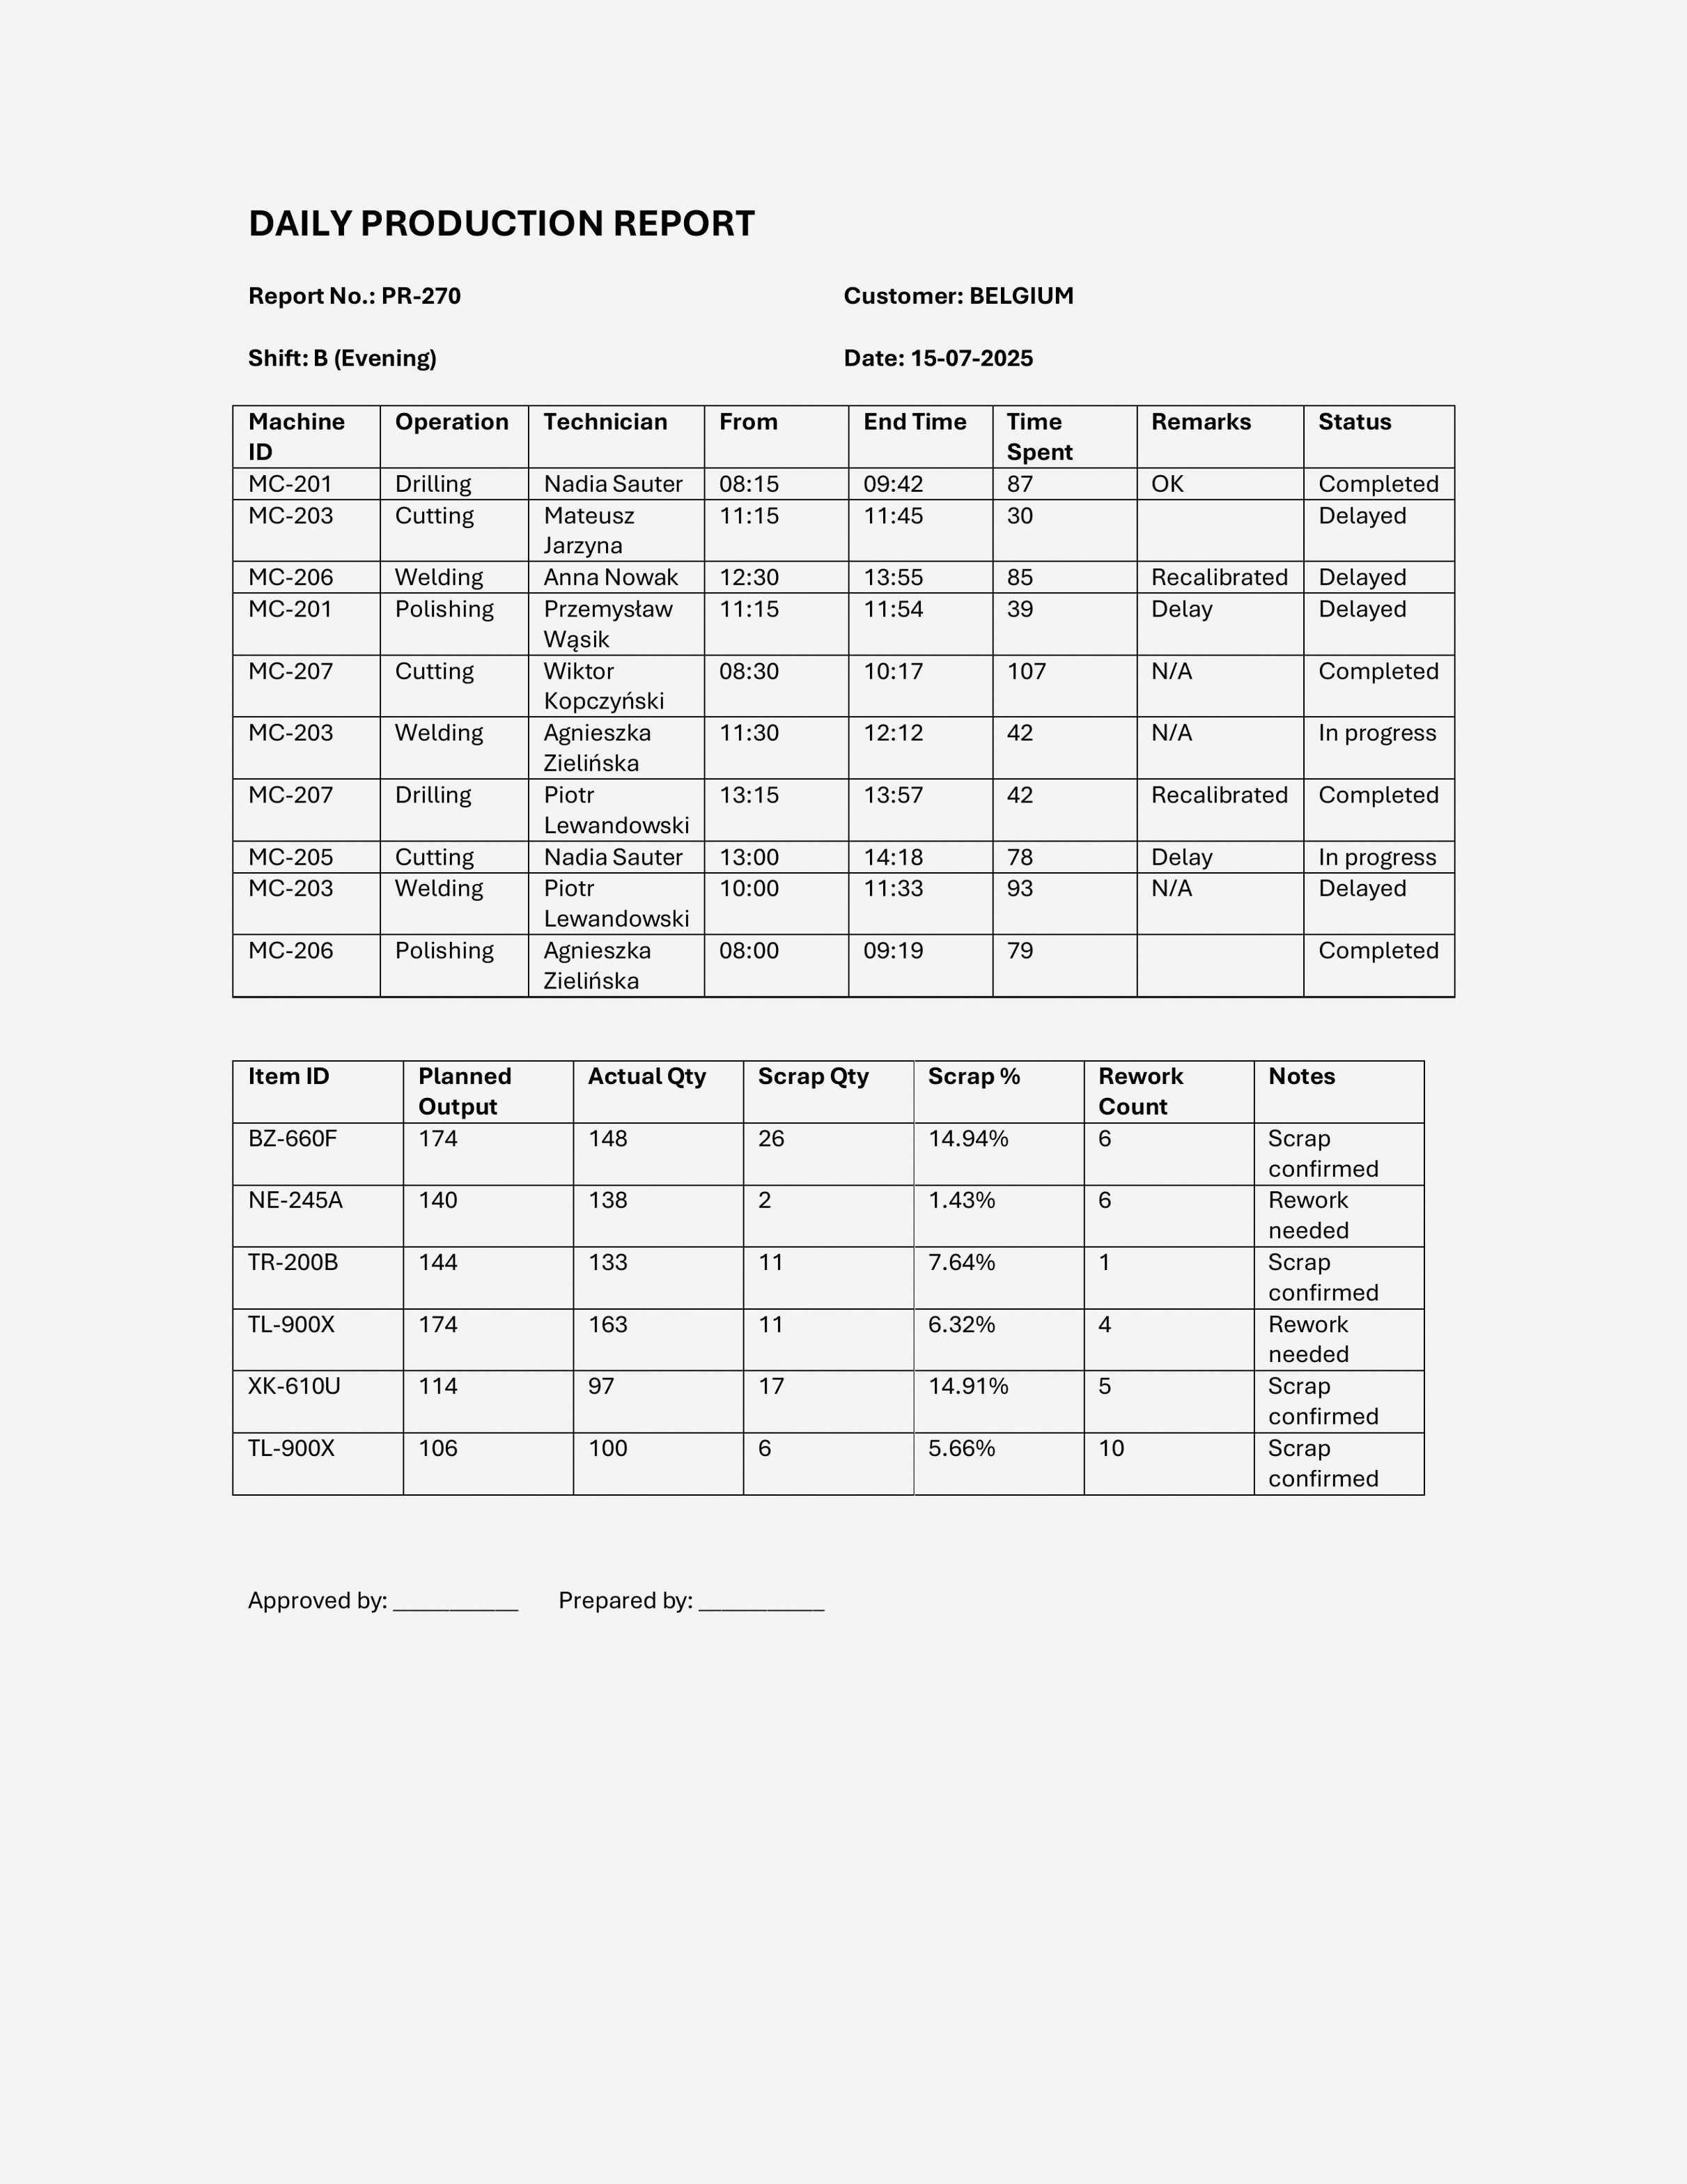 DAILY PRODUCTION REPORT
Report No.: PR-270 Customer: BELGIUM
Shift: B (Evening) Date: 15-07-2025
Machine ID Operation Technician From End Time Time Spent Remarks Status
MC-201 Drilling Nadia Sauter 08:15 09:42 87 OK Completed
MC-203 Cutting Mateusz Jarzyna 11:15 11:45 30 Delayed
MC-206 Welding Anna Nowak 12:30 13:55 85 Recalibrated Delayed
MC-201 Polishing Przemysław Wąsik 11:15 11:54 39 Delay Delayed
MC-207 Cutting Wiktor Kopczyński 08:30 10:17 107 N/A Completed
MC-203 Welding Agnieszka Zielińska 11:30 12:12 42 N/A In progress
MC-207 Drilling Piotr Lewandowski 13:15 13:57 42 Recalibrated Completed
MC-205 Cutting Nadia Sauter 13:00 14:18 78 Delay In progress
MC-203 Welding Piotr Lewandowski 10:00 11:33 93 N/A Delayed
MC-206 Polishing Agnieszka Zielińska 08:00 09:19 79 Completed
Item ID Planned Output Actual Qty Scrap Qty Scrap % Rework Count Notes
BZ-660F 174 148 26 14.94% 6 Scrap confirmed
NE-245A 140 138 2 1.43% 6 Rework needed
TR-200B 144 133 11 7.64% 1 Scrap confirmed
TL-900X 174 163 11 6.32% 4 Rework needed
XK-610U 114 97 17 14.91% 5 Scrap confirmed
TL-900X 106 100 6 5.66% 10 Scrap confirmed
Approved by: __________ Prepared by: __________